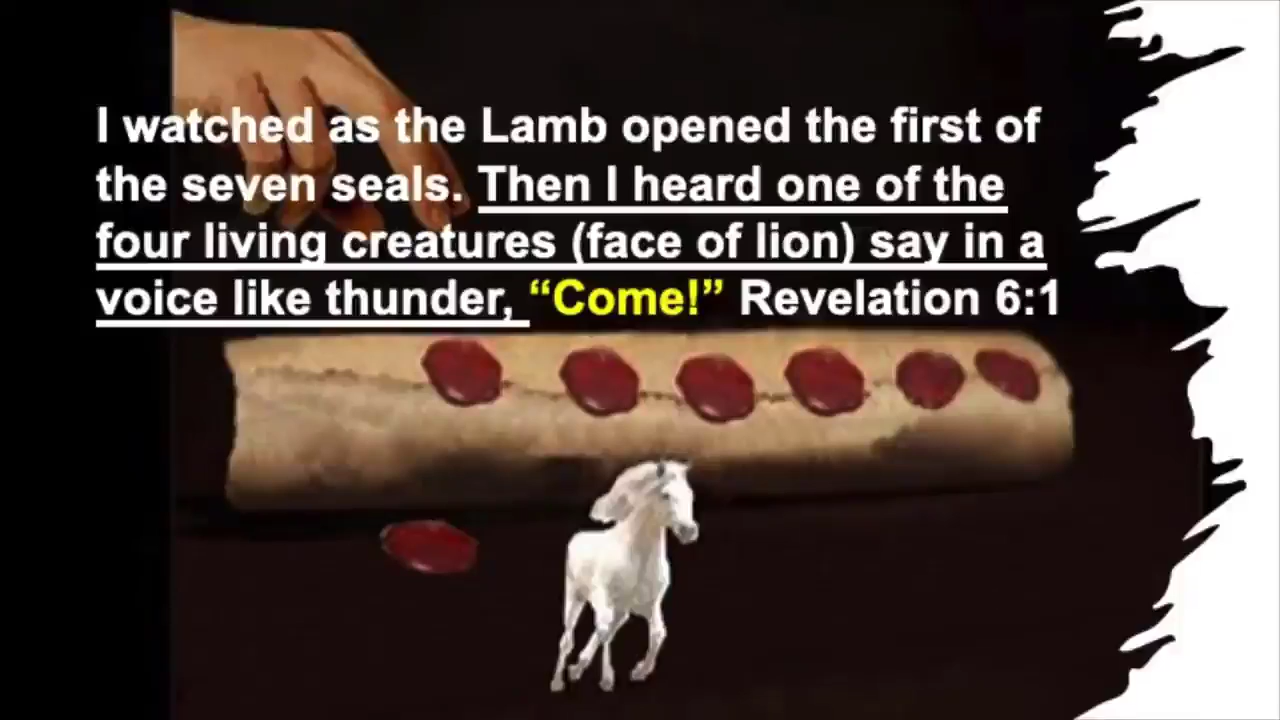 I watched as the Lamb opened the first of
the seven seals. Then I heard one of the
four living creatures (face of lion) say in a
voice like thunder, “Come!” Revelation 6:1